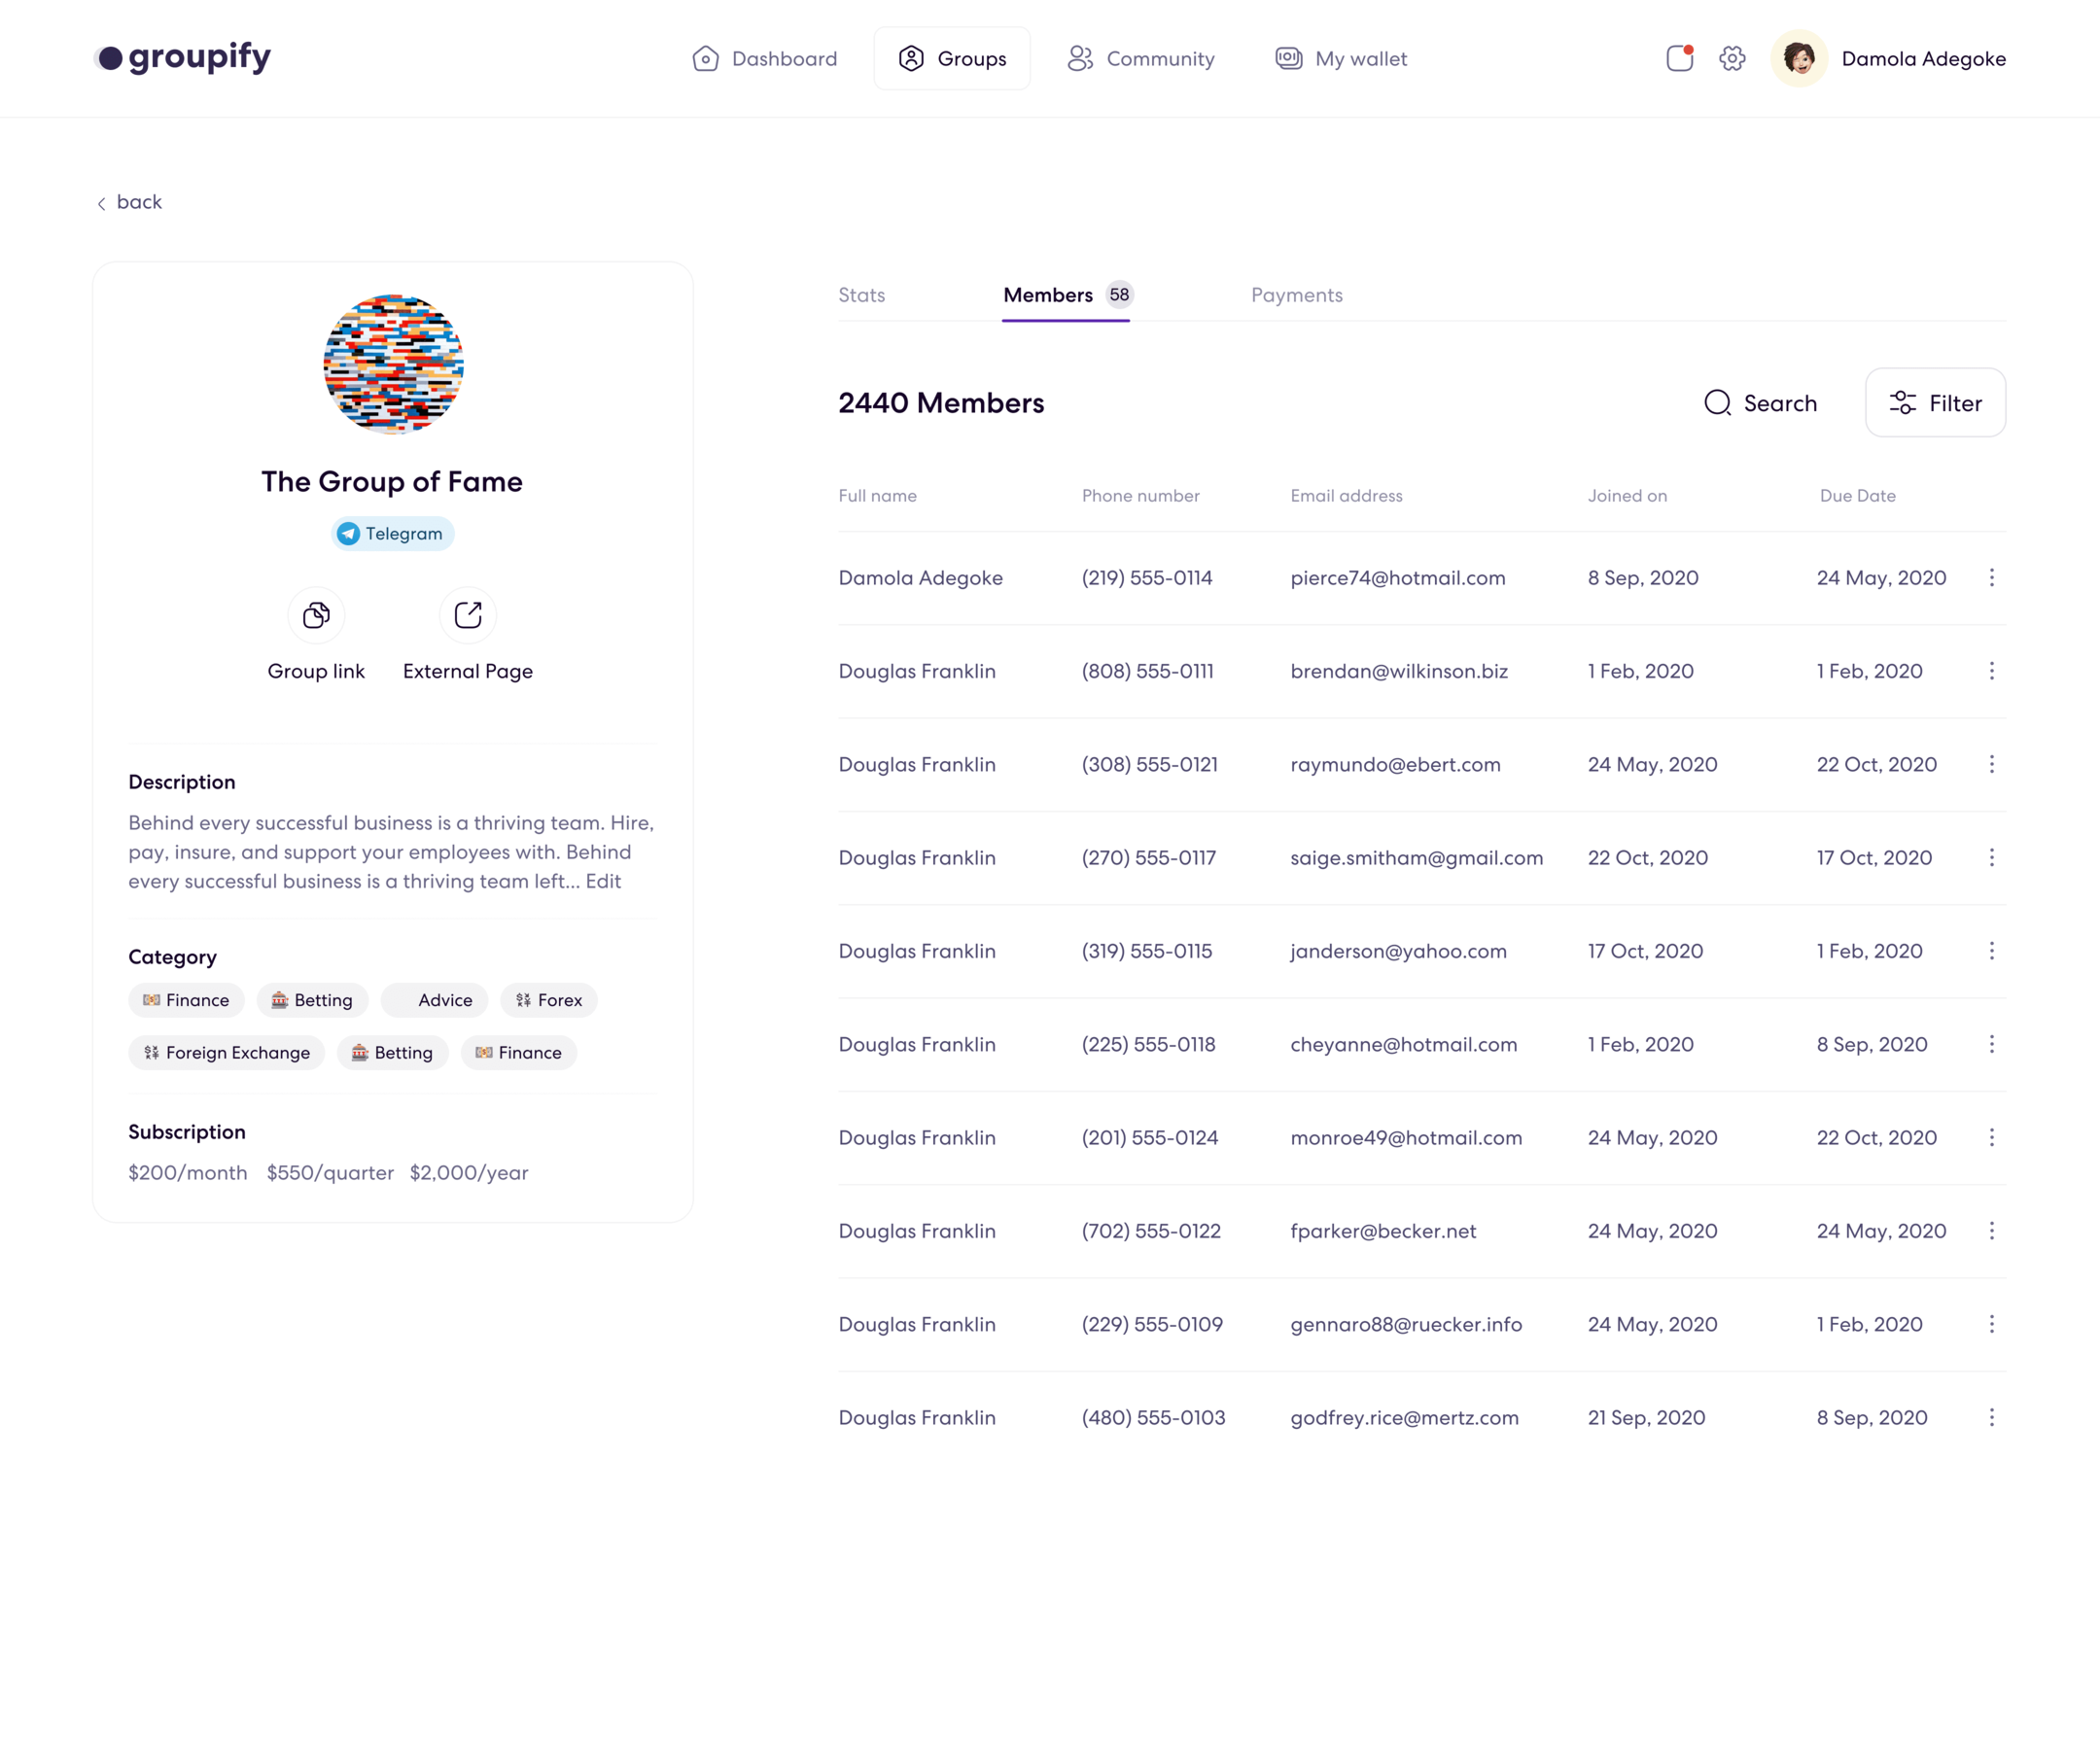 groupify
Dashboard
Groups
Community
My wallet
Damola Adegoke
back
The Group of Fame
Telegram
Group link External Page
Description
Behind every successful business is a thriving team. Hire,
pay, insure, and support your employees with. Behind
every successful business is a thriving team left... Edit
Category
Finance Betting Advice Forex
Foreign Exchange Betting Finance
Subscription
$200/month $550/quarter $2,000/year
Stats Members 58 Payments
2440 Members
Search
Filter
Full name Phone number Email address Joined on Due Date
Damola Adegoke (219) 555-0114 pierce74@hotmail.com 8 Sep, 2020 24 May, 2020
Douglas Franklin (808) 555-0111 brendan@wilkinson.biz 1 Feb, 2020 1 Feb, 2020
Douglas Franklin (308) 555-0121 raymundo@ebert.com 24 May, 2020 22 Oct, 2020
Douglas Franklin (270) 555-0117 saige.smitham@gmail.com 22 Oct, 2020 17 Oct, 2020
Douglas Franklin (319) 555-0115 janderson@yahoo.com 17 Oct, 2020 1 Feb, 2020
Douglas Franklin (225) 555-0118 cheyanne@hotmail.com 1 Feb, 2020 8 Sep, 2020
Douglas Franklin (201) 555-0124 monroe49@hotmail.com 24 May, 2020 22 Oct, 2020
Douglas Franklin (702) 555-0122 fparker@becker.net 24 May, 2020 24 May, 2020
Douglas Franklin (229) 555-0109 gennaro88@ruecker.info 24 May, 2020 1 Feb, 2020
Douglas Franklin (480) 555-0103 godfrey.rice@mertz.com 21 Sep, 2020 8 Sep, 2020